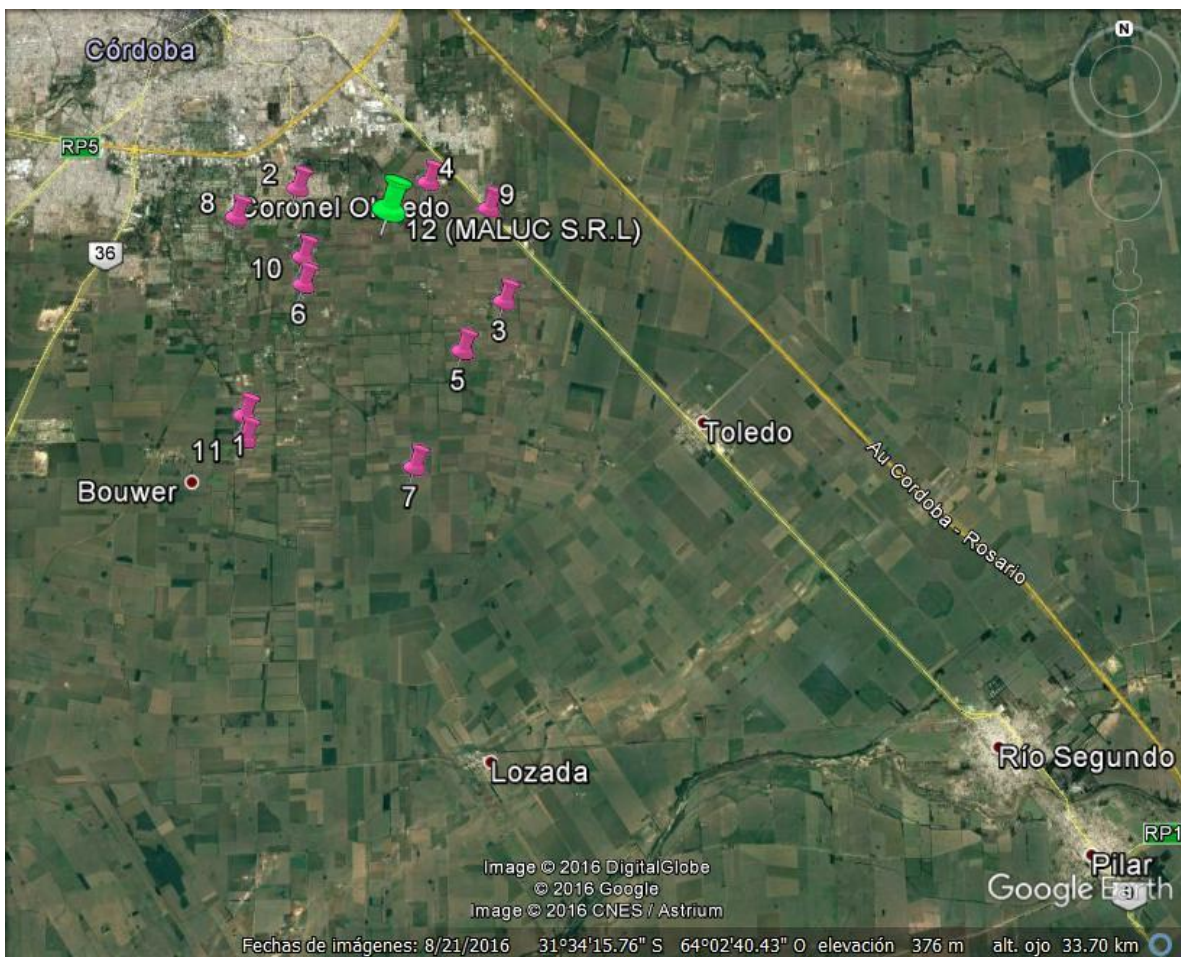 N
Córdoba
RP5
2
4
8
9
Coronel Olmedo
12 (MALUC S.R.L)
36
10
6
3
5
Toledo
11
1
Au Cordoba - Rosario
7
Bouwer
Río Segundo
Lozada
RP1
Pilar
Image © 2016 DigitalGlobe
© 2016 Google
Image © 2016 CNES / Astrium
Google Earth
Fechas de imágenes: 8/21/2016 31°34'15.76" S 64°02'40.43" O elevación 376 m alt. ojo 33.70 km